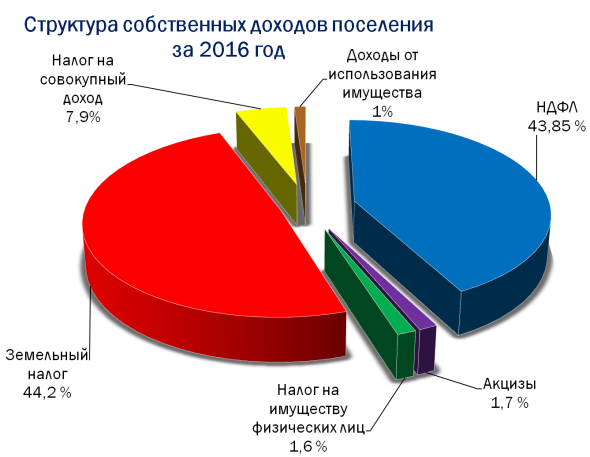 Структура собственных доходов поселения
за 2016 год
Налог на
совокупный
доход
7,9%
Доходы от
использования
имущества
1%
НДФЛ
43,85 %
Земельный
налог
44,2 %
Налог на
имуществу
физических лиц
1,6 %
Акцизы
1,7 %